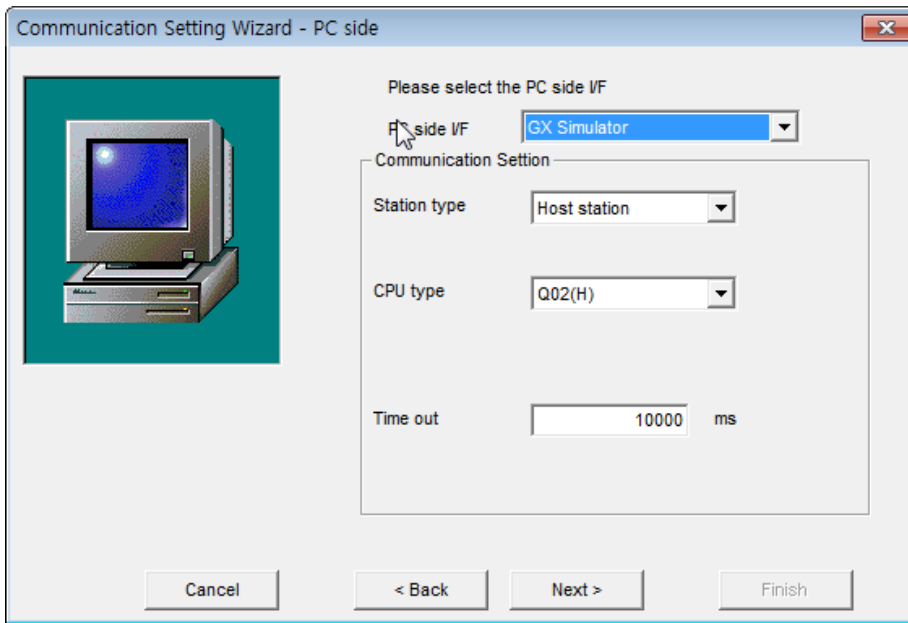 Communication Setting Wizard - PC side
Please select the PC side I/F
PC side I/F GX Simulator
Communication Settion
Station type Host station
CPU type Q02(H)
Time out 10000 ms
Cancel < Back Next > Finish